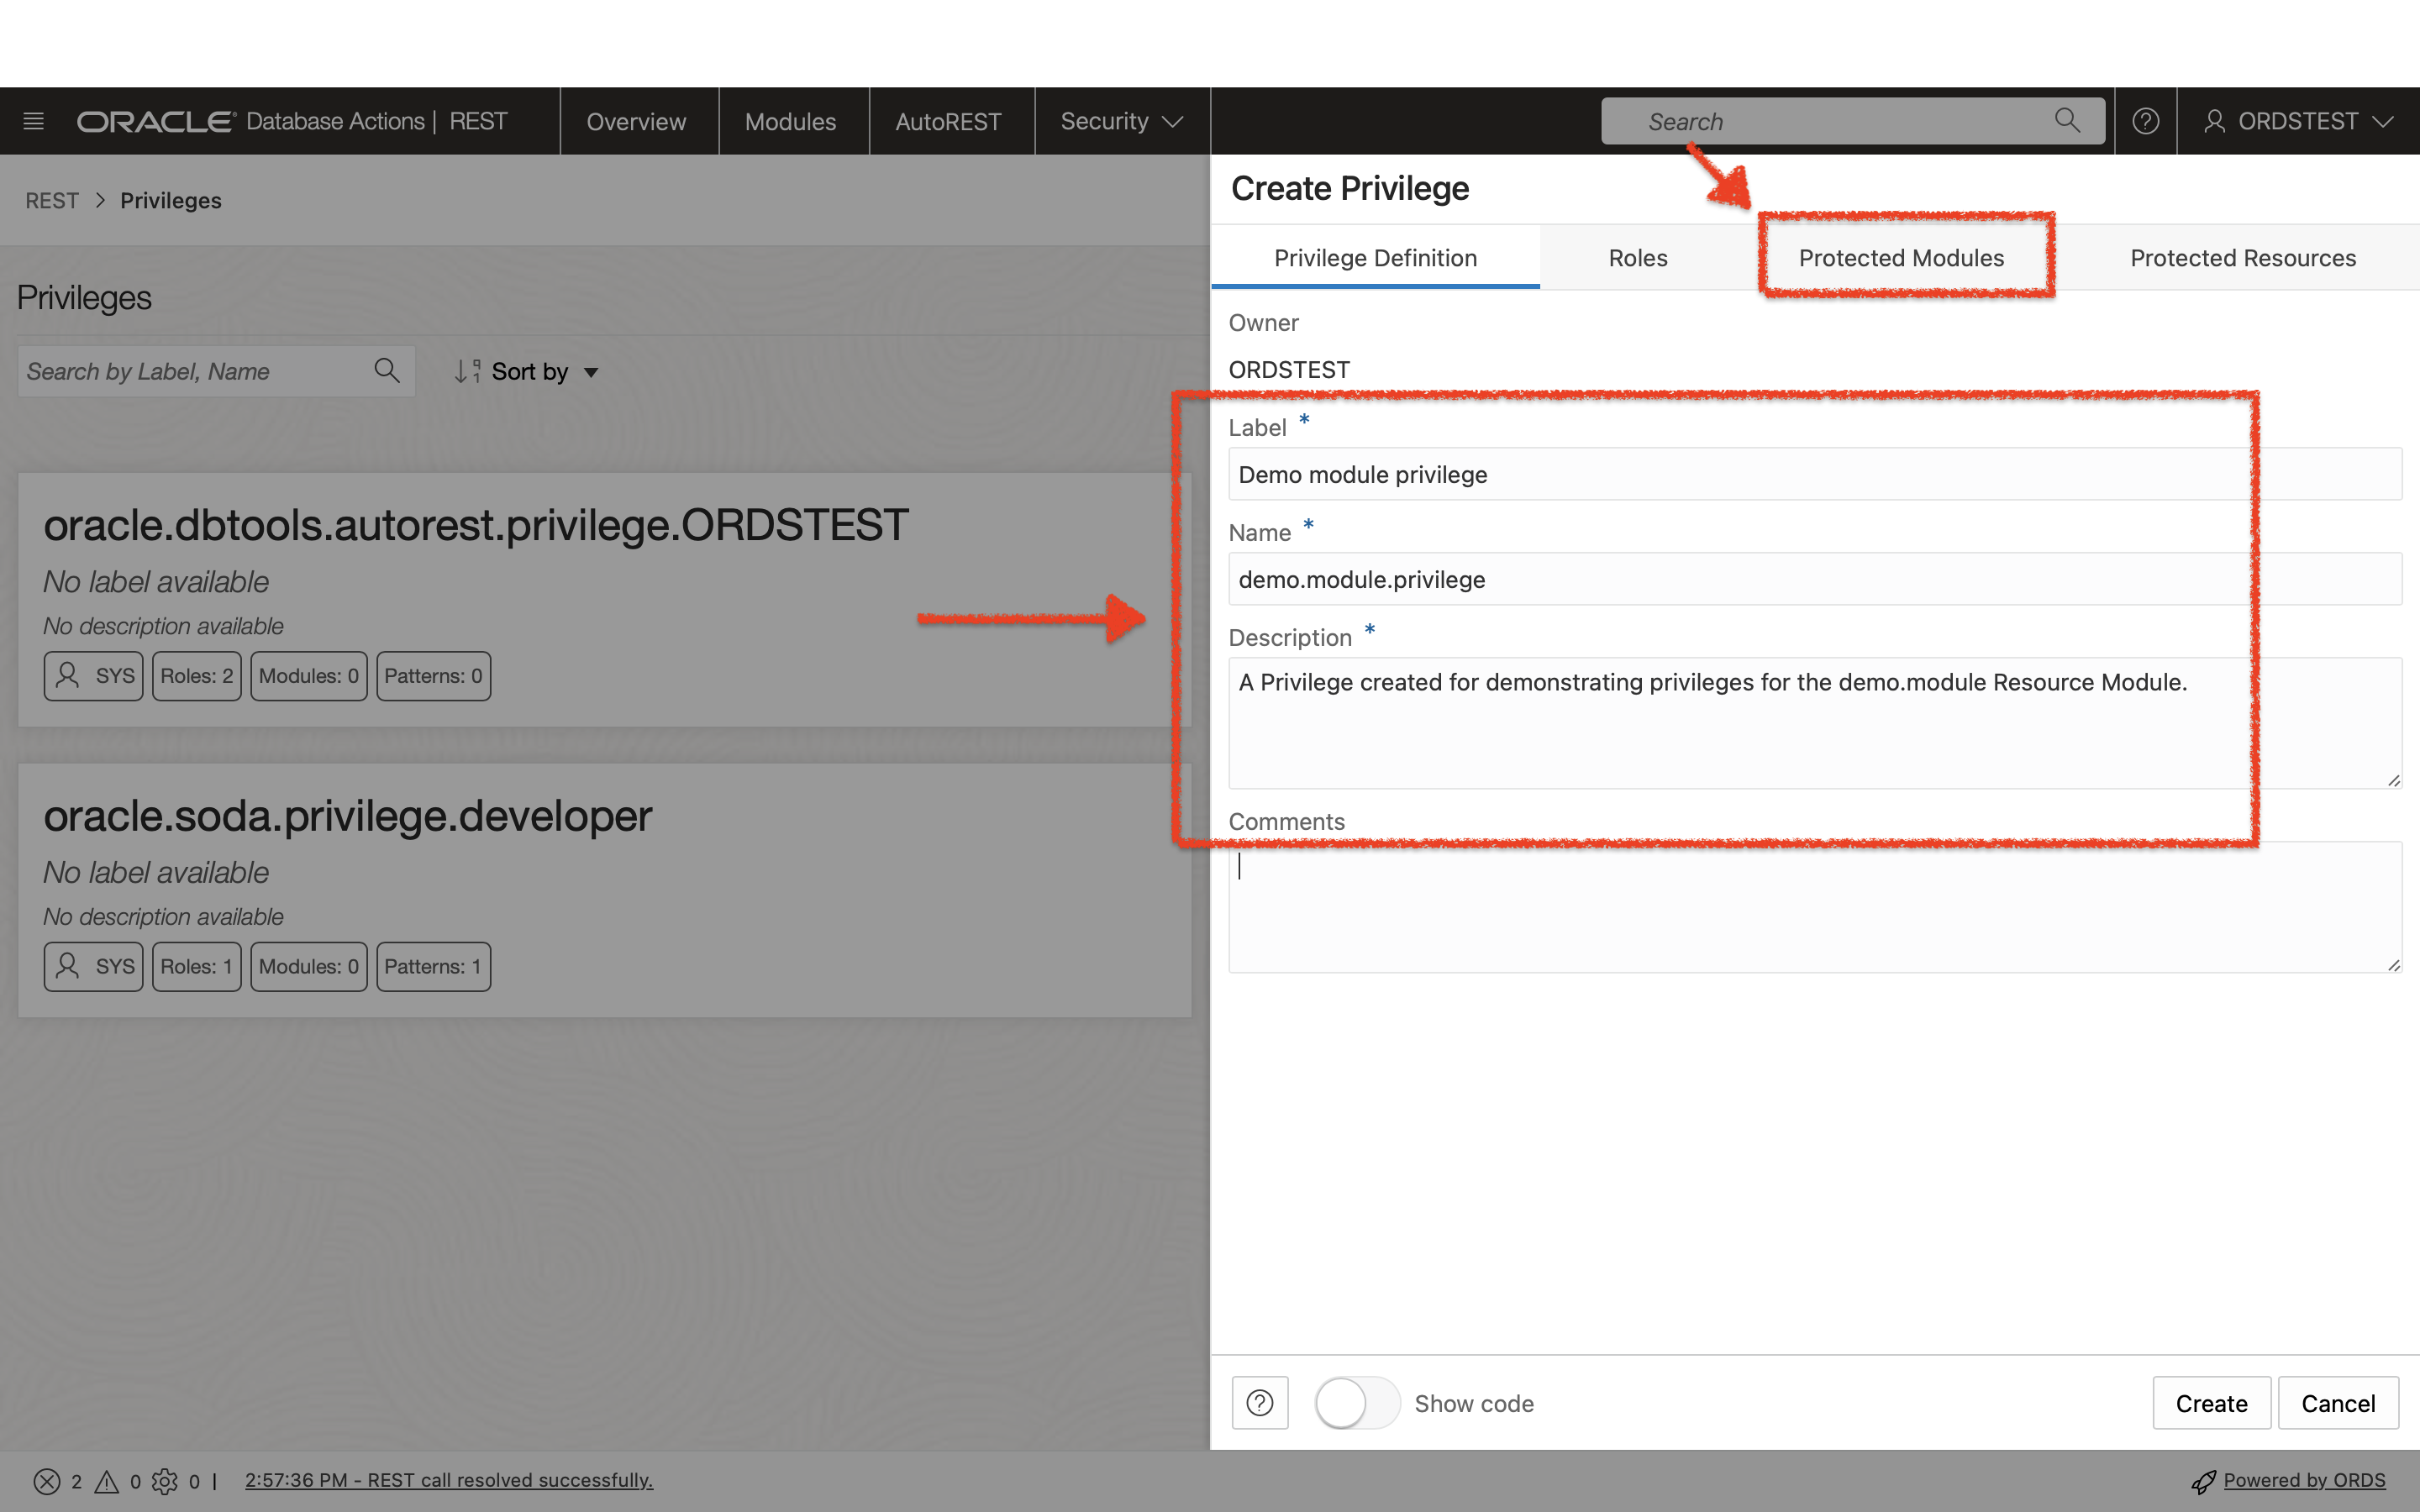 ORACLE Database Actions | REST
Overview
Modules
AutoREST
Security
Search
ORDSTEST
REST > Privileges
Privileges
Search by Label, Name
Sort by
oracle.dbtools.autorest.privilege.ORDSTEST
No label available
No description available
SYS
Roles: 2
Modules: 0
Patterns: 0
oracle.soda.privilege.developer
No label available
No description available
SYS
Roles: 1
Modules: 0
Patterns: 1
Create Privilege
Privilege Definition
Roles
Protected Modules
Protected Resources
Owner
ORDSTEST
Label *
Demo module privilege
Name *
demo.module.privilege
Description *
A Privilege created for demonstrating privileges for the demo.module Resource Module.
Comments
Show code
Create
Cancel
2 0 0 | 2:57:36 PM - REST call resolved successfully.
Powered by ORDS